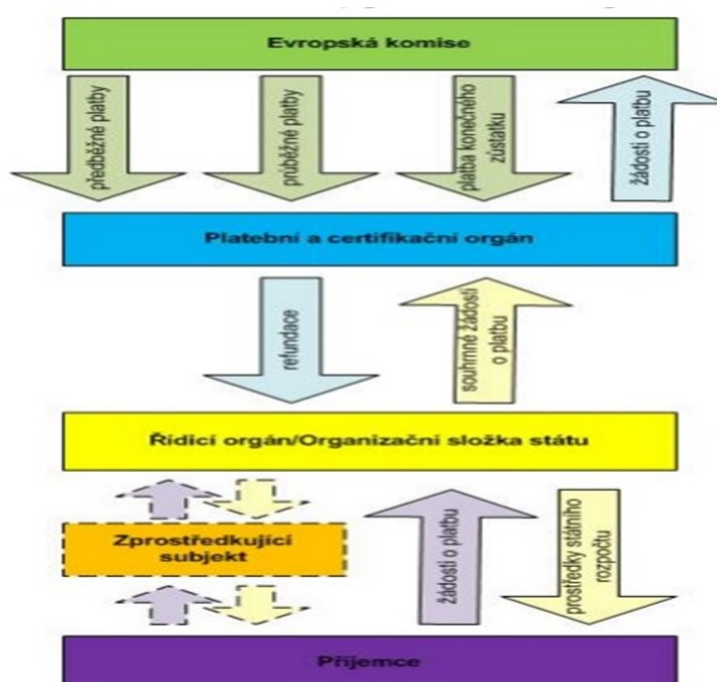 Evropská komise
předběžné platby
průběžné platby
platba konečného
zůstatku
žádosti o platbu
Platební a certifikační orgán
refundace
souhrnné žádosti
o platbu
Řídicí orgán/Organizační složka státu
Zprostředkující
subjekt
žádosti o platbu
prostředky státního
rozpočtu
Příjemce